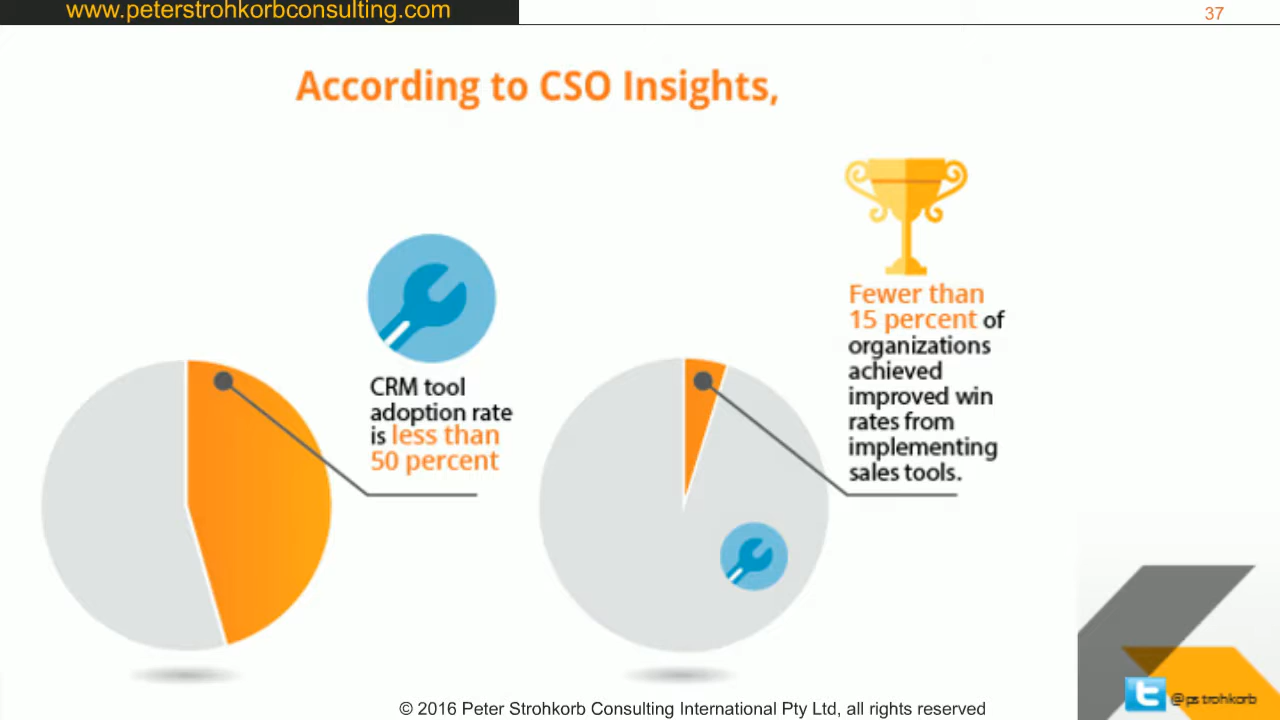 www.peterstrohkorbconsulting.com
37
According to CSO Insights,
CRM tool
adoption rate
is less than
50 percent
Fewer than
15 percent of
organizations
achieved
improved win
rates from
implementing
sales tools.
@pstrohkorb
© 2016 Peter Strohkorb Consulting International Pty Ltd, all rights reserved